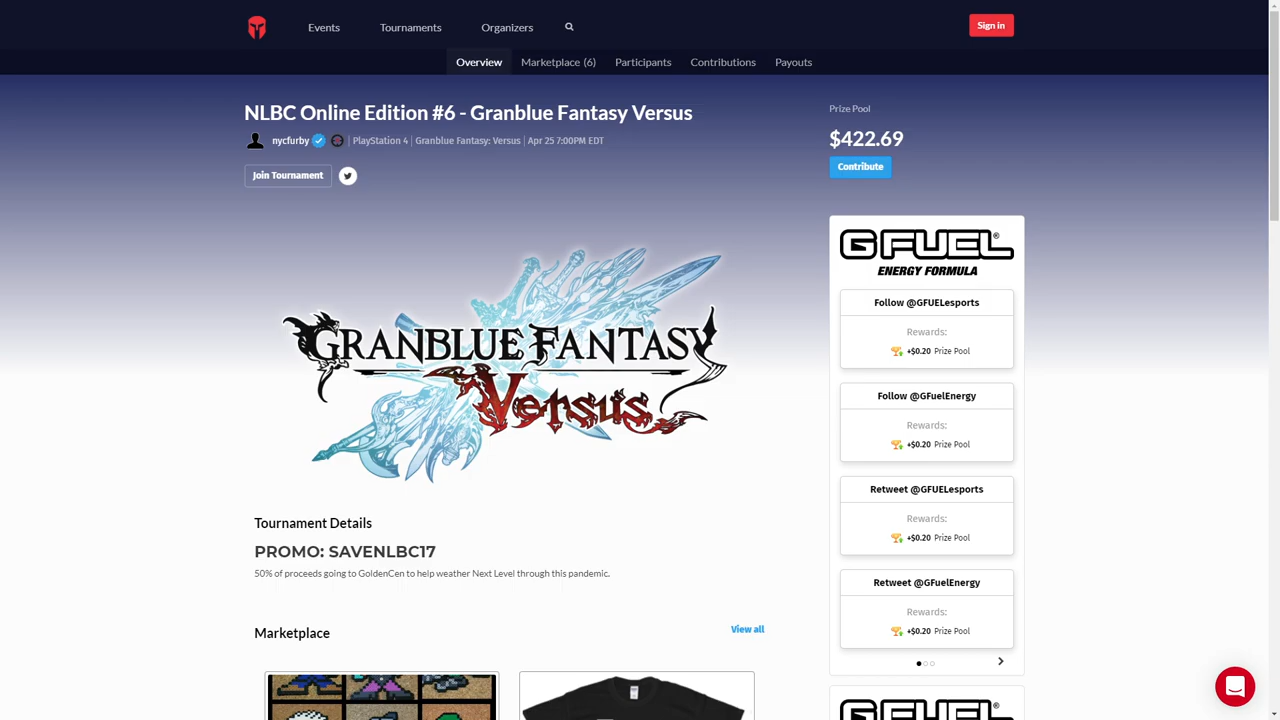 Events Tournaments Organizers
Sign in
Overview Marketplace (6) Participants Contributions Payouts
NLBC Online Edition #6 - Granblue Fantasy Versus
nycfurby | PlayStation 4 | Granblue Fantasy: Versus | Apr 25 7:00PM EDT
Join Tournament
Prize Pool
$422.69
Contribute
GRANBLUE FANTASY
Versus
Tournament Details
PROMO: SAVENLBC17
50% of proceeds going to GoldenCen to help weather Next Level through this pandemic.
Marketplace
View all
G FUEL®
ENERGY FORMULA
Follow @GFUELesports
Rewards:
+$0.20 Prize Pool
Follow @GFuelEnergy
Rewards:
+$0.20 Prize Pool
Retweet @GFUELesports
Rewards:
+$0.20 Prize Pool
Retweet @GFuelEnergy
Rewards:
+$0.20 Prize Pool
G FUEL®